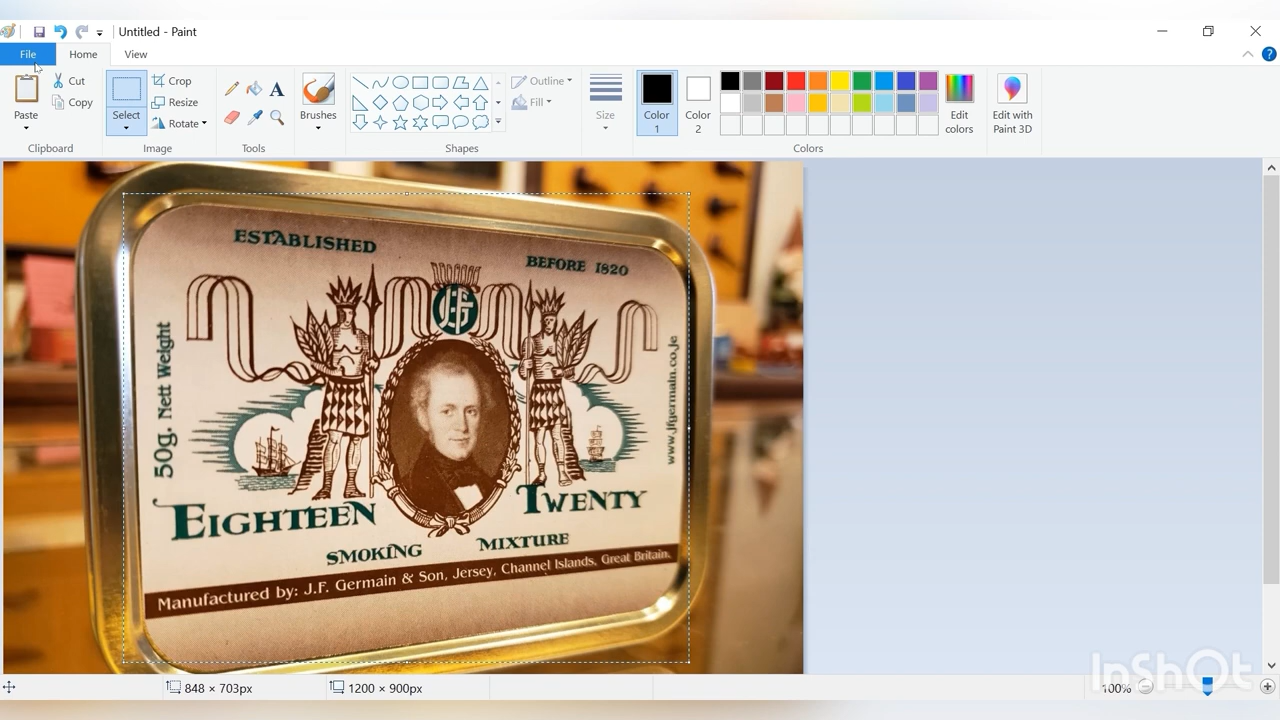 Untitled - Paint
File
Home
View
Paste
Cut
Copy
Clipboard
Select
Crop
Resize
Rotate
Image
A
Tools
Brushes
Shapes
Outline
Fill
Size
Color 1
Color 2
Colors
Edit colors
Edit with Paint 3D
ESTABLISHED
BEFORE 1820
JFG
50g. Nett Weight
www.jfgermain.co.je
EIGHTEEN TWENTY
SMOKING MIXTURE
Manufactured by: J.F. Germain & Son, Jersey, Channel Islands, Great Britain.
InShOt
848 × 703px
1200 × 900px
100%